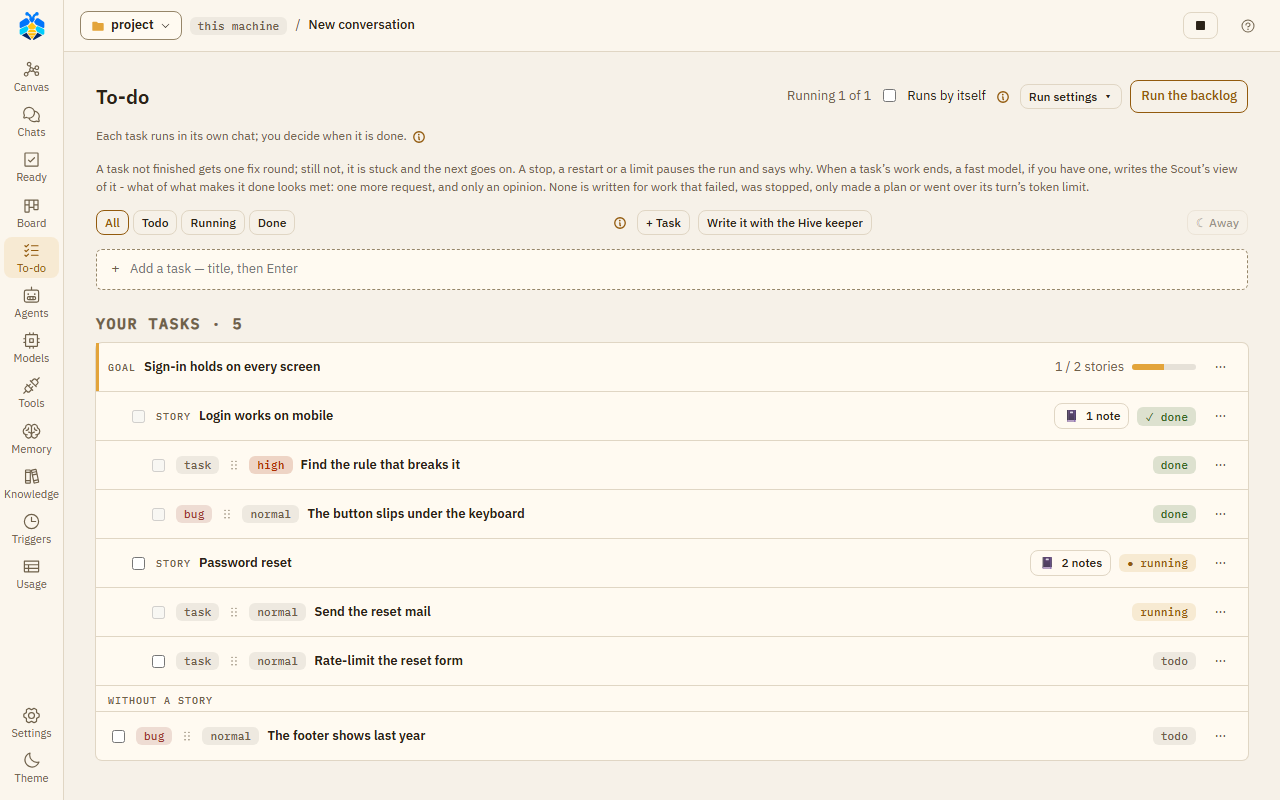 project
this machine / New conversation
Canvas
Chats
Ready
Board
To-do
Agents
Models
Tools
Memory
Knowledge
Triggers
Usage
Settings
Theme
To-do
Running 1 of 1 Runs by itself Run settings Run the backlog
Each task runs in its own chat; you decide when it is done.
A task not finished gets one fix round; still not, it is stuck and the next goes on. A stop, a restart or a limit pauses the run and says why. When a task’s work ends, a fast model, if you have one, writes the Scout’s view
of it - what of what makes it done looks met: one more request, and only an opinion. None is written for work that failed, was stopped, only made a plan or went over its turn’s token limit.
All Todo Running Done + Task Write it with the Hive keeper Away
+ Add a task — title, then Enter
YOUR TASKS · 5
GOAL Sign-in holds on every screen 1 / 2 stories ···
STORY Login works on mobile 1 note ✓ done ···
task high Find the rule that breaks it done ···
bug normal The button slips under the keyboard done ···
STORY Password reset 2 notes • running ···
task normal Send the reset mail running ···
task normal Rate-limit the reset form todo ···
WITHOUT A STORY
bug normal The footer shows last year todo ···